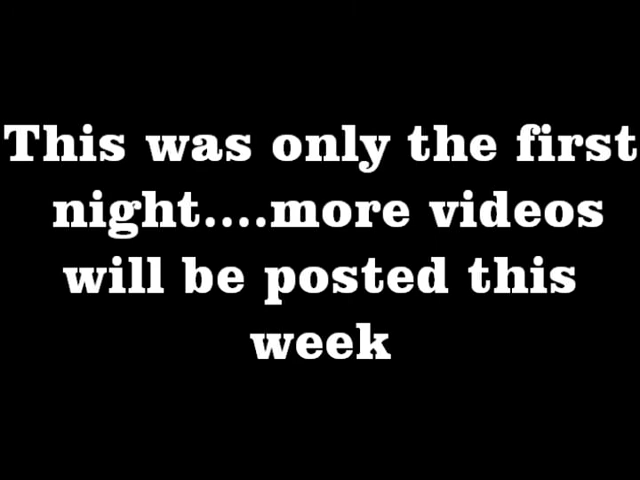 This was only the first
night....more videos
will be posted this
week